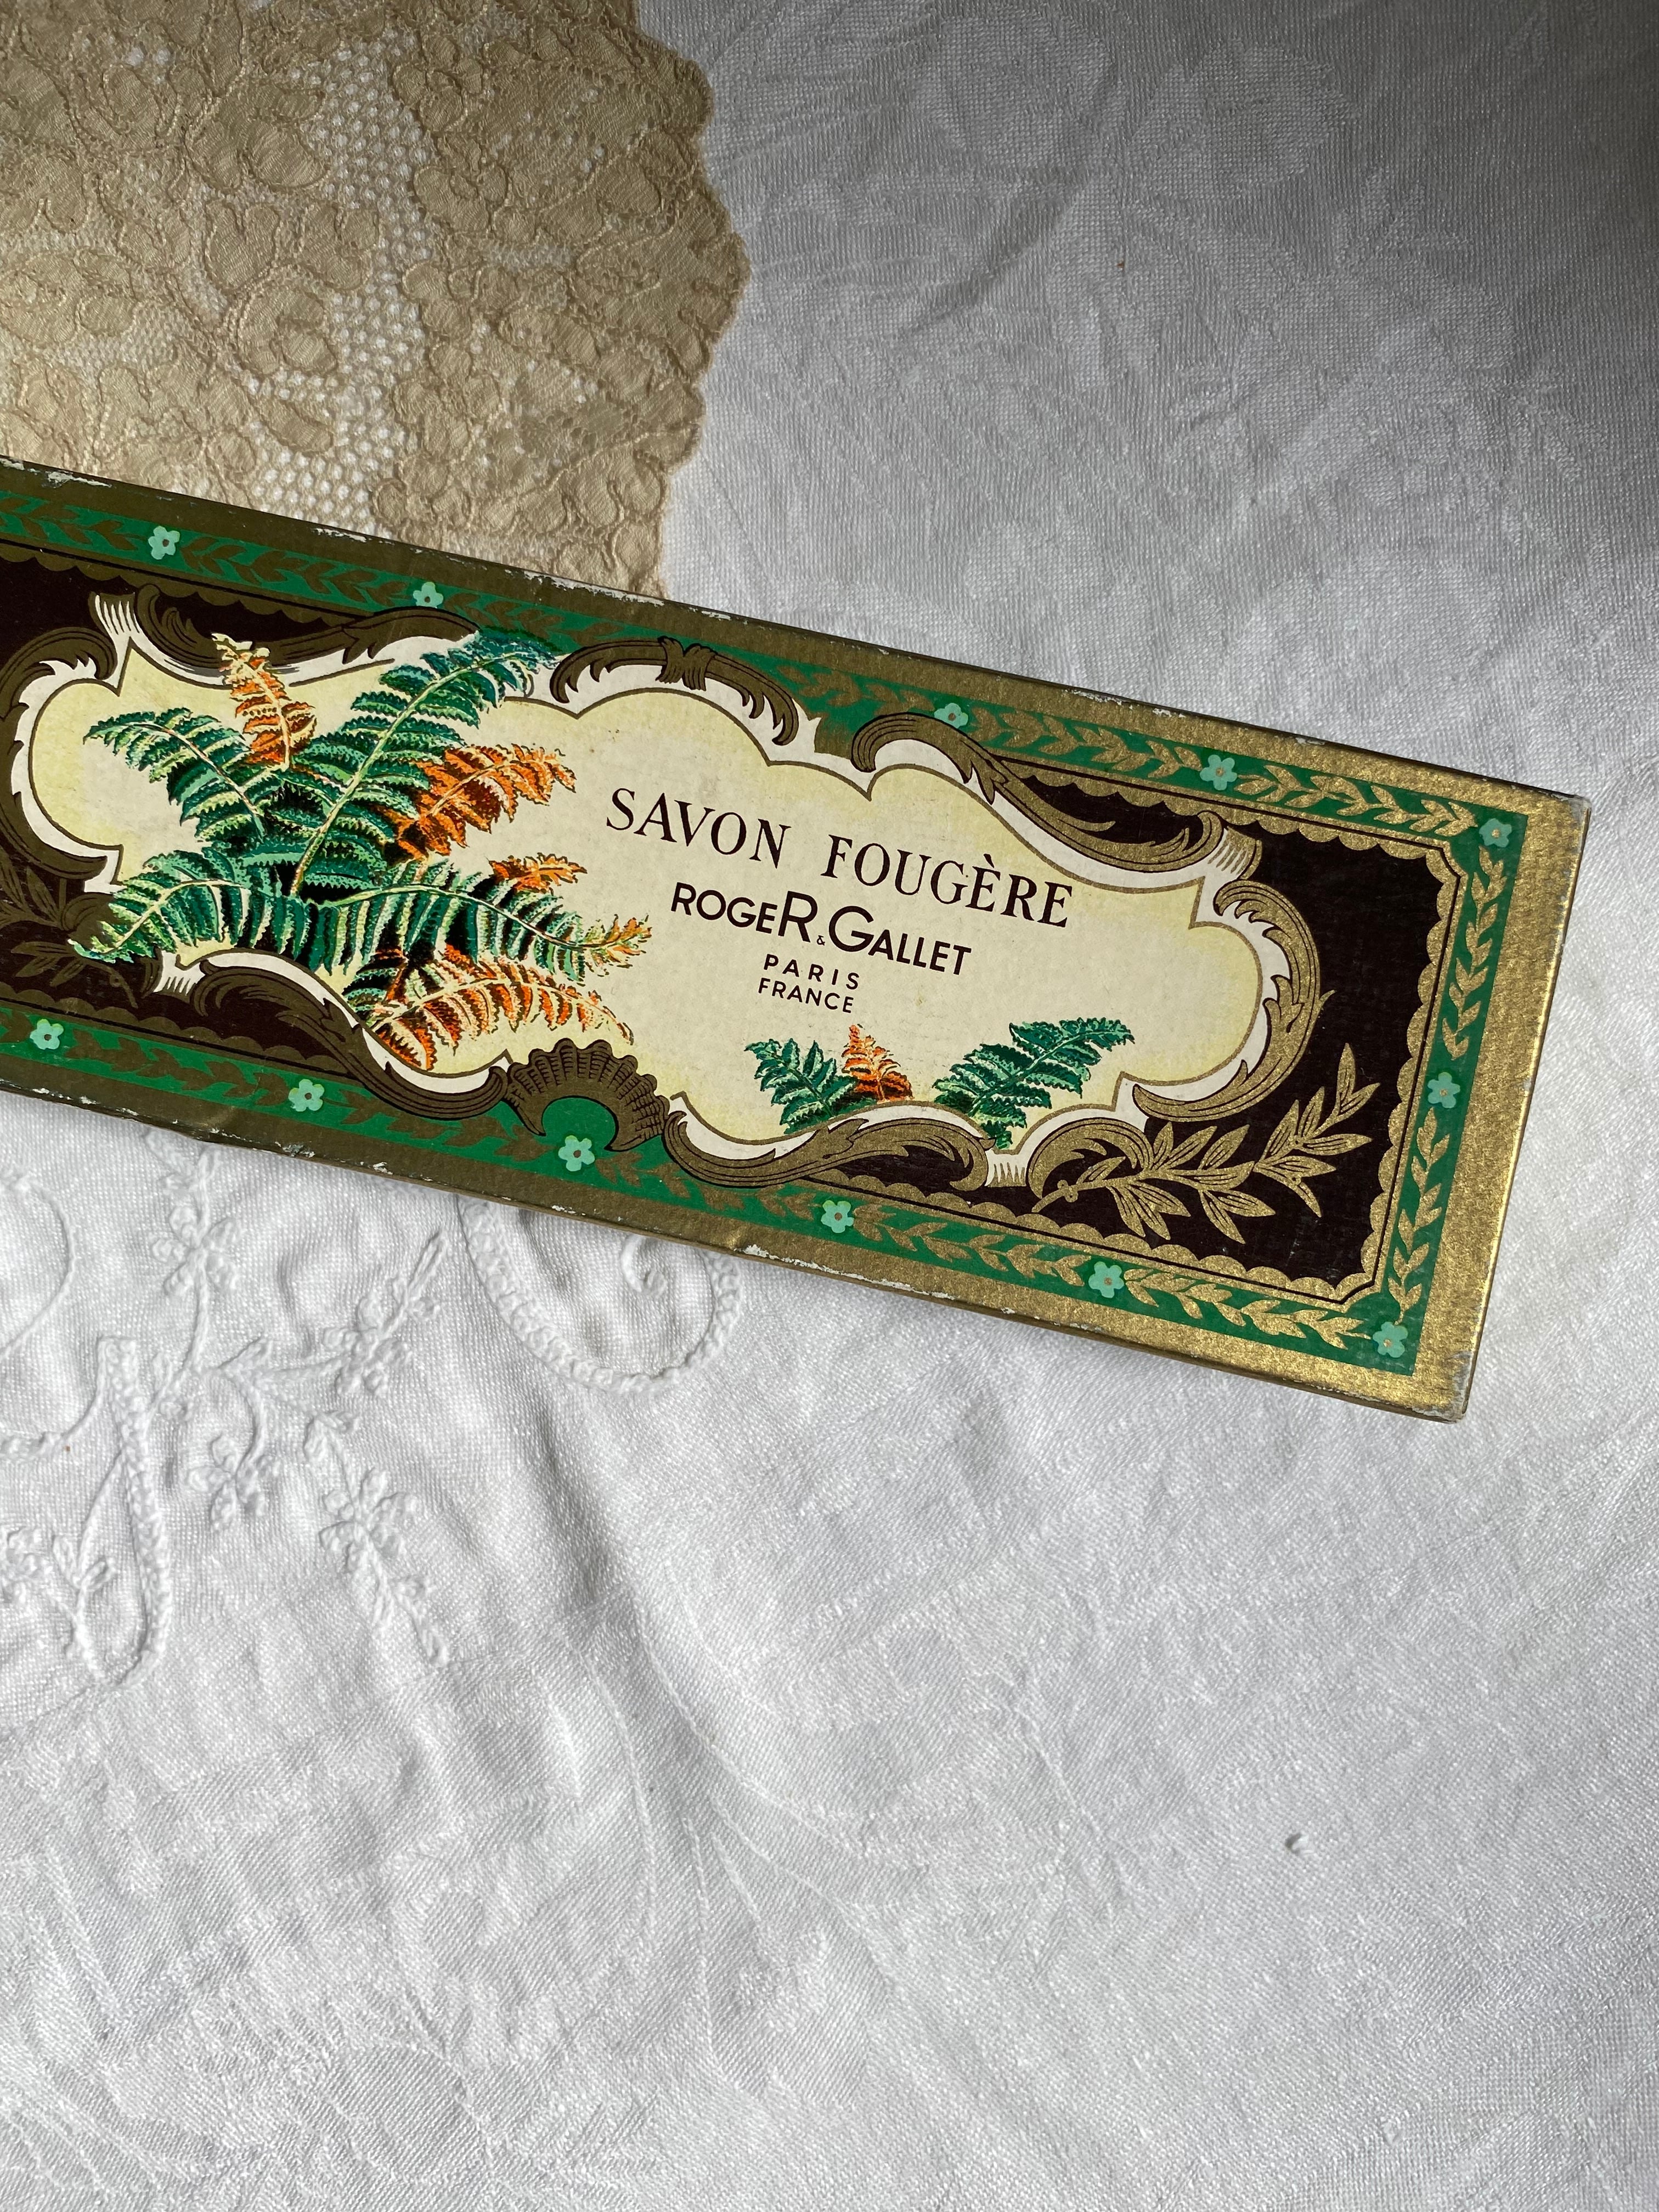 SAVON FOUGÈRE
ROGER & GALLET
PARIS
FRANCE